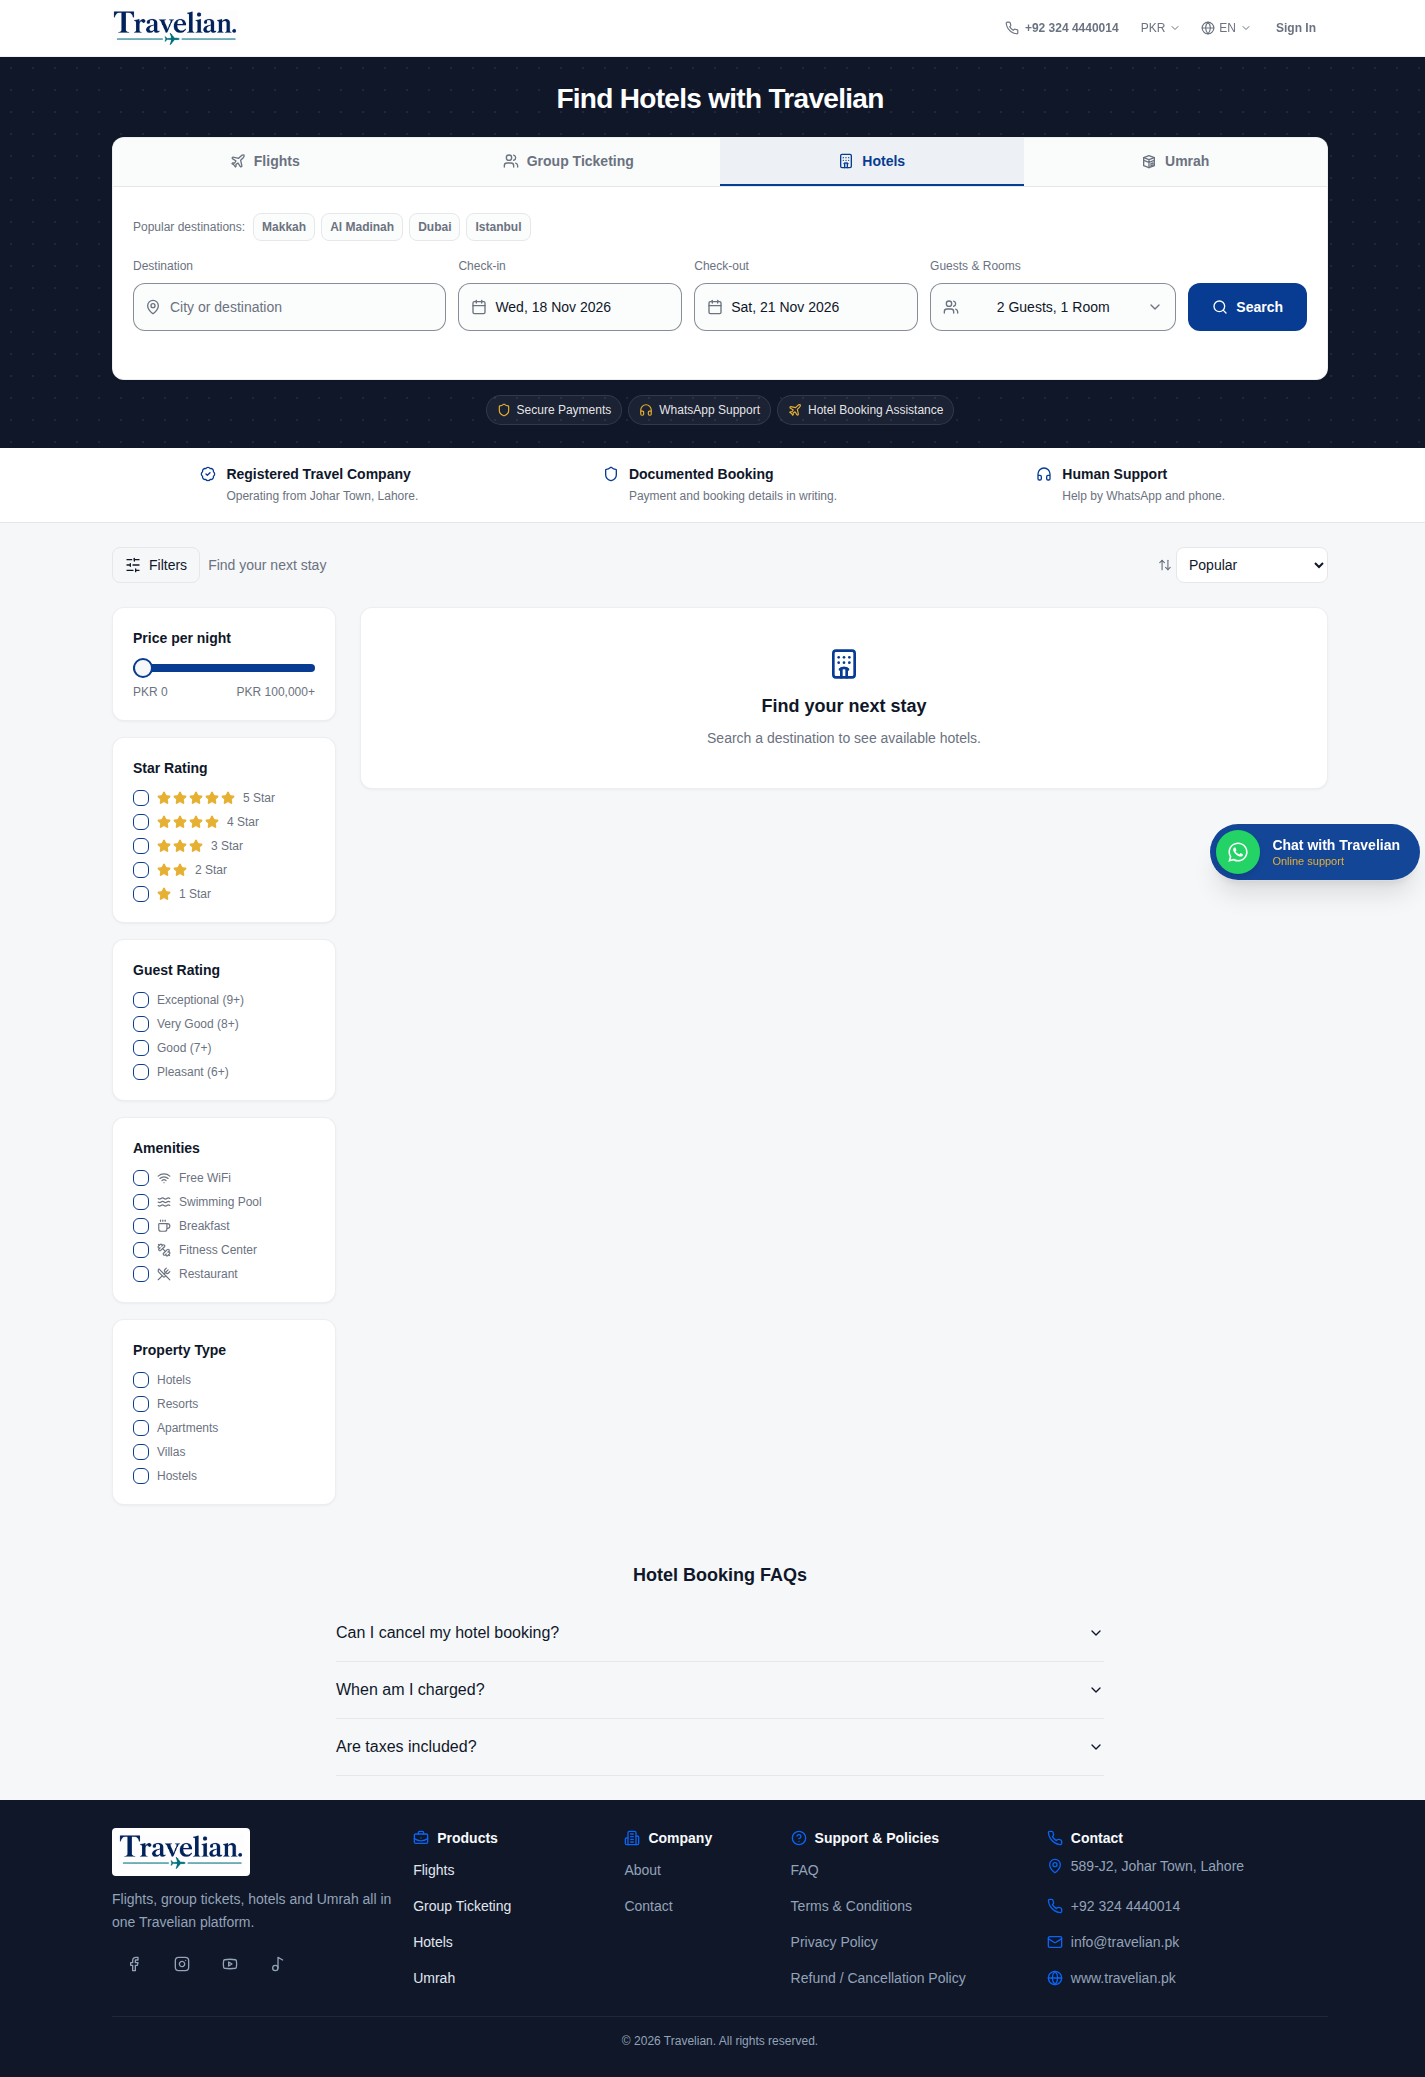 Travelian.
+92 324 4440014 PKR EN Sign In
Find Hotels with Travelian
Flights Group Ticketing Hotels Umrah
Popular destinations: Makkah Al Madinah Dubai Istanbul
Destination Check-in Check-out Guests & Rooms
City or destination Wed, 18 Nov 2026 Sat, 21 Nov 2026 2 Guests, 1 Room Search
Secure Payments WhatsApp Support Hotel Booking Assistance
Registered Travel Company Documented Booking Human Support
Operating from Johar Town, Lahore. Payment and booking details in writing. Help by WhatsApp and phone.
Filters Find your next stay Popular
Price per night
PKR 0 PKR 100,000+
Find your next stay
Search a destination to see available hotels.
Star Rating
5 Star
4 Star
3 Star
2 Star
1 Star
Chat with Travelian
Online support
Guest Rating
Exceptional (9+)
Very Good (8+)
Good (7+)
Pleasant (6+)
Amenities
Free WiFi
Swimming Pool
Breakfast
Fitness Center
Restaurant
Property Type
Hotels
Resorts
Apartments
Villas
Hostels
Hotel Booking FAQs
Can I cancel my hotel booking?
When am I charged?
Are taxes included?
Travelian.
Flights, group tickets, hotels and Umrah all in
one Travelian platform.
Products
Flights
Group Ticketing
Hotels
Umrah
Company
About
Contact
Support & Policies
FAQ
Terms & Conditions
Privacy Policy
Refund / Cancellation Policy
Contact
589-J2, Johar Town, Lahore
+92 324 4440014
info@travelian.pk
www.travelian.pk
© 2026 Travelian. All rights reserved.